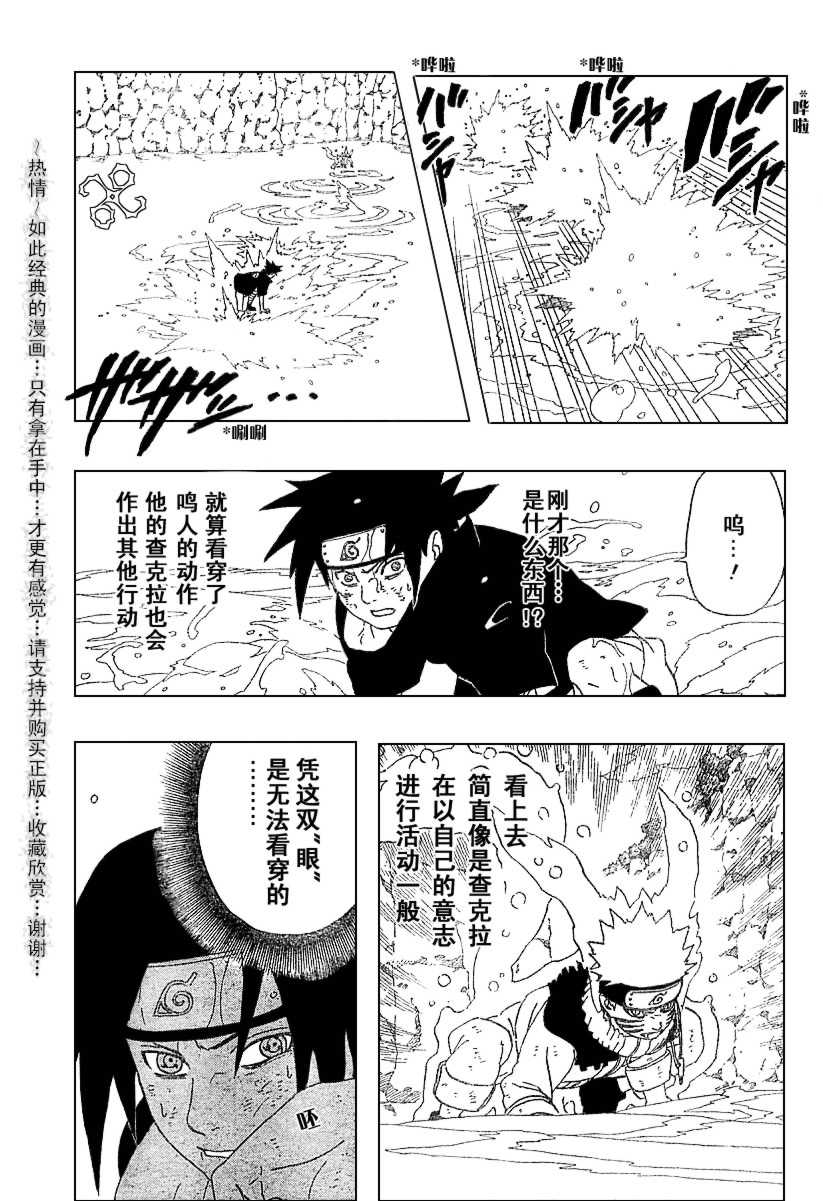 *哗啦
*哗啦
*哗啦
バシャ
バシャ
バシャ
ザザザッ…
*唰唰
呜…！
刚才那个…
是什么东西!?
就算看穿了
鸣人的动作
他的查克拉也会
作出其他行动
看上去
简直像是查克拉
在以自己的意志
进行活动一般
凭这双"眼"
是无法看穿的
………
呸
~热情~如此经典的漫画…只有拿在手中…才更有感觉…请支持并购买正版…收藏欣赏…谢谢…